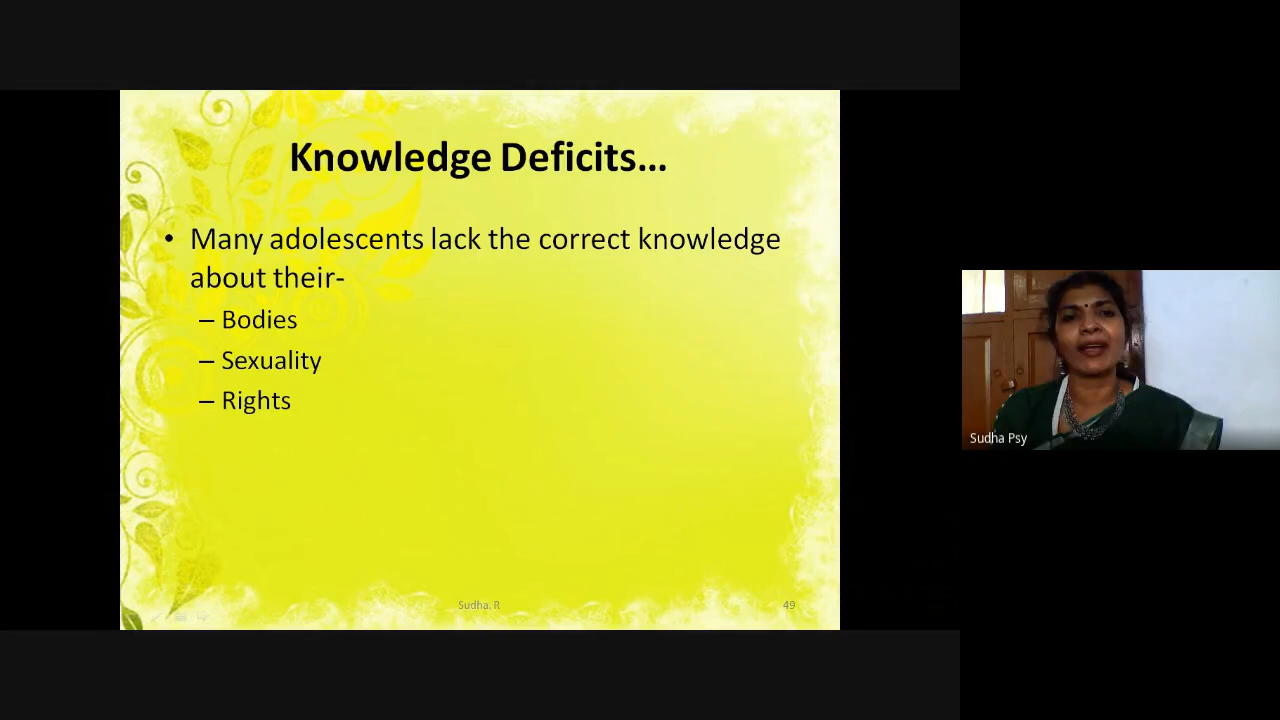 Knowledge Deficits...
• Many adolescents lack the correct knowledge
about their-
– Bodies
– Sexuality
– Rights
Sudha. R
49
Sudha Psy